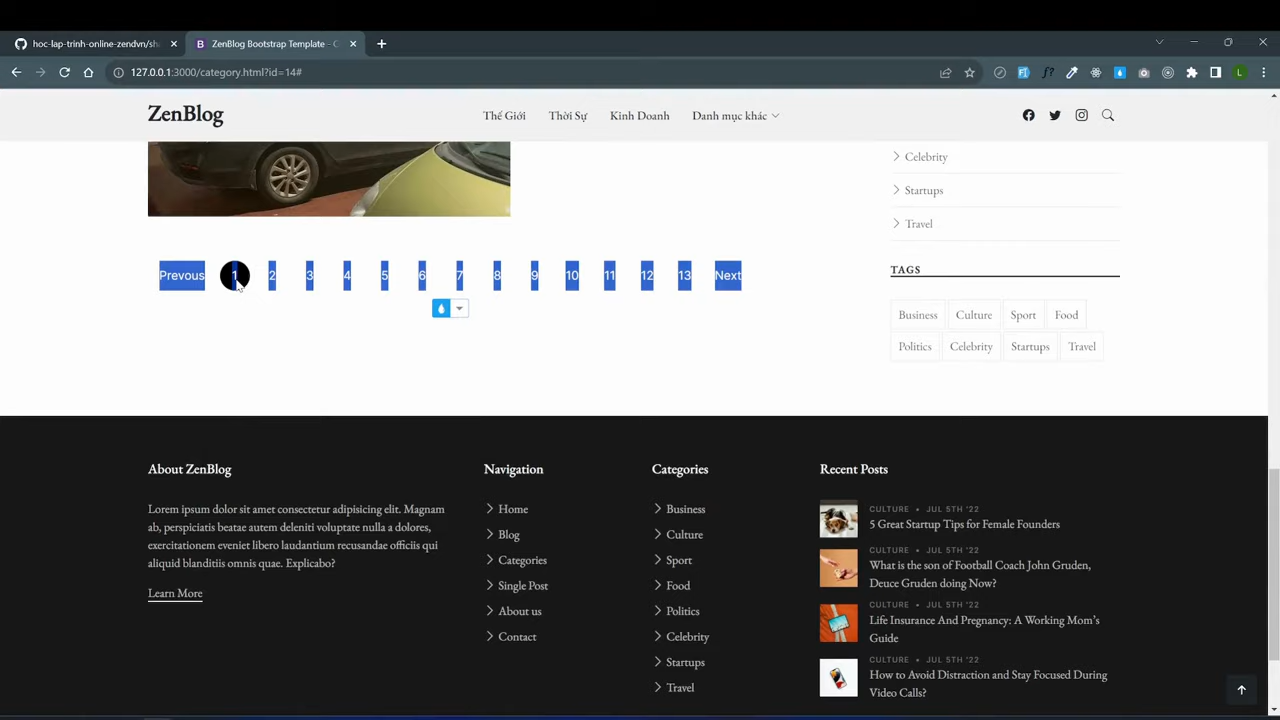 hoc-lap-trinh-online-zendvn/sh
ZenBlog Bootstrap Template - C
127.0.0.1:3000/category.html?id=14#
L
ZenBlog
Thế Giới
Thời Sự
Kinh Doanh
Danh mục khác
Celebrity
Startups
Travel
Prevous 1 2 3 4 5 6 7 8 9 10 11 12 13 Next
TAGS
Business Culture Sport Food
Politics Celebrity Startups Travel
About ZenBlog
Lorem ipsum dolor sit amet consectetur adipisicing elit. Magnam
ab, perspiciatis beatae autem deleniti voluptate nulla a dolores,
exercitationem eveniet libero laudantium recusandae officiis qui
aliquid blanditiis omnis quae. Explicabo?
Learn More
Navigation
Home
Blog
Categories
Single Post
About us
Contact
Categories
Business
Culture
Sport
Food
Politics
Celebrity
Startups
Travel
Recent Posts
CULTURE • JUL 5TH '22
5 Great Startup Tips for Female Founders
CULTURE • JUL 5TH '22
What is the son of Football Coach John Gruden,
Deuce Gruden doing Now?
CULTURE • JUL 5TH '22
Life Insurance And Pregnancy: A Working Mom's
Guide
CULTURE • JUL 5TH '22
How to Avoid Distraction and Stay Focused During
Video Calls?